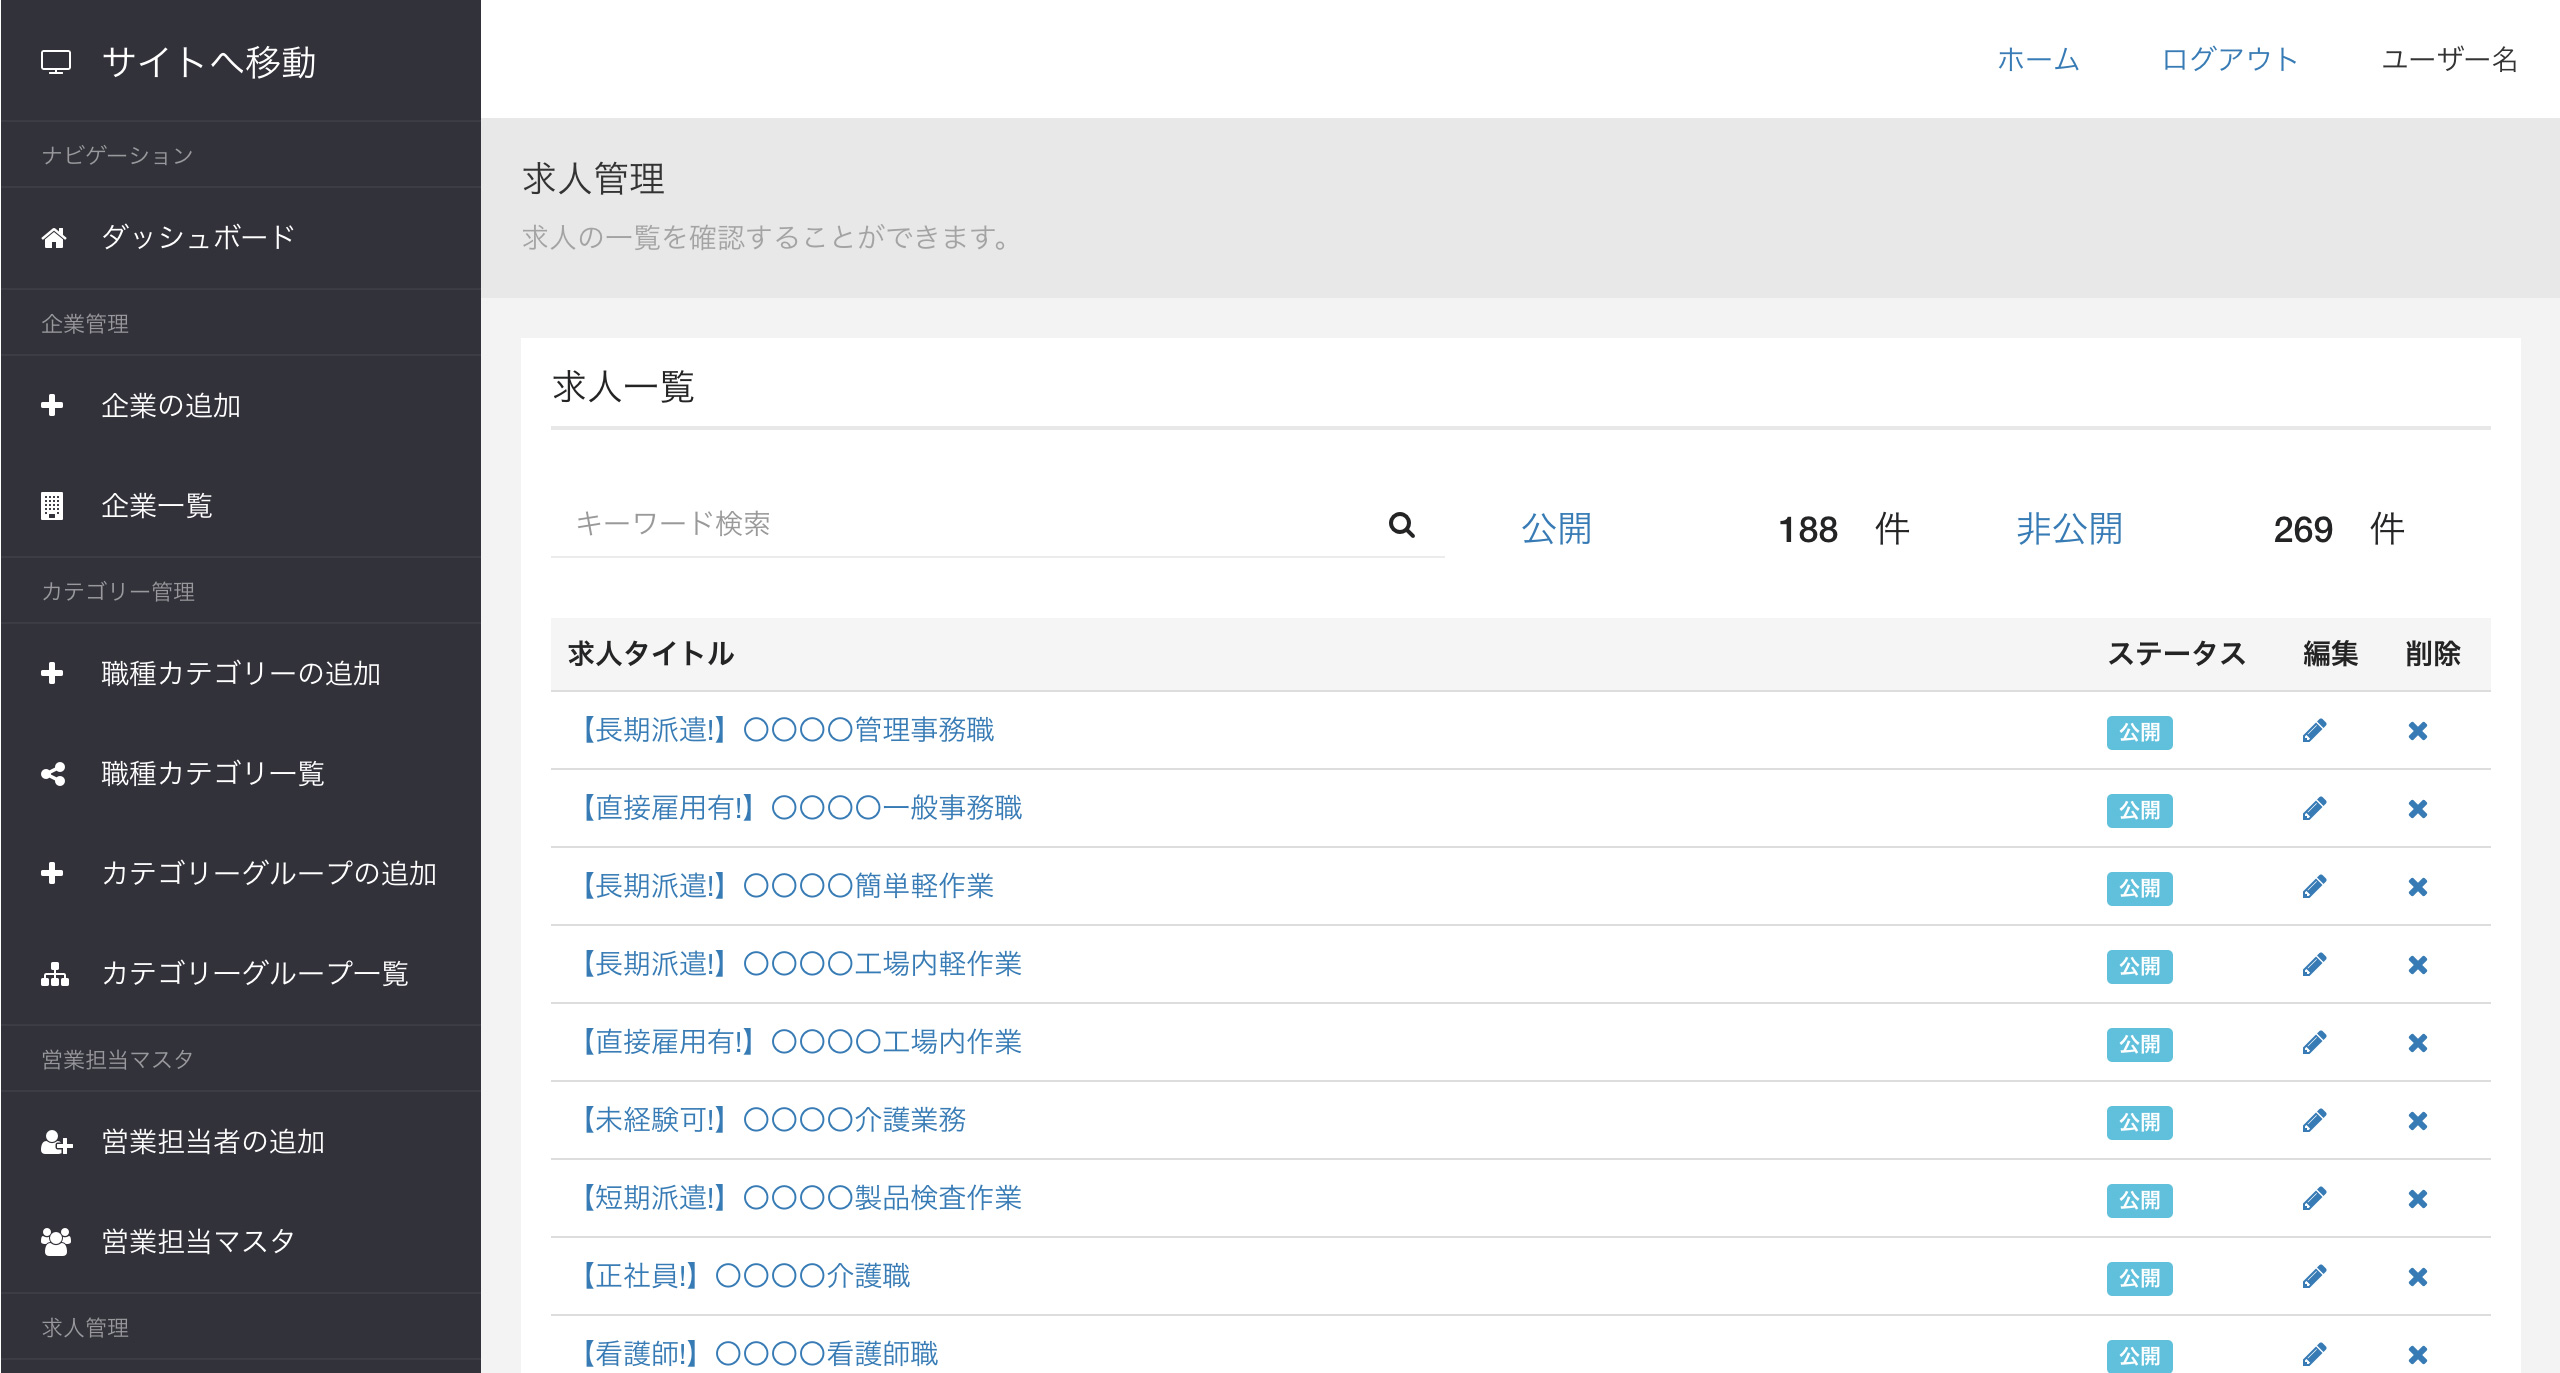 サイトへ移動
ナビゲーション
ダッシュボード
企業管理
企業の追加
企業一覧
カテゴリー管理
職種カテゴリーの追加
職種カテゴリ一覧
カテゴリーグループの追加
カテゴリーグループ一覧
営業担当マスタ
営業担当者の追加
営業担当マスタ
求人管理
ホーム ログアウト ユーザー名
求人管理
求人の一覧を確認することができます。
求人一覧
キーワード検索 公開 188 件 非公開 269 件
求人タイトル ステータス 編集 削除
【長期派遣!】〇〇〇〇管理事務職 公開
【直接雇用有!】〇〇〇〇一般事務職 公開
【長期派遣!】〇〇〇〇簡単軽作業 公開
【長期派遣!】〇〇〇〇工場内軽作業 公開
【直接雇用有!】〇〇〇〇工場内作業 公開
【未経験可!】〇〇〇〇介護業務 公開
【短期派遣!】〇〇〇〇製品検査作業 公開
【正社員!】〇〇〇〇介護職 公開
【看護師!】〇〇〇〇看護師職 公開